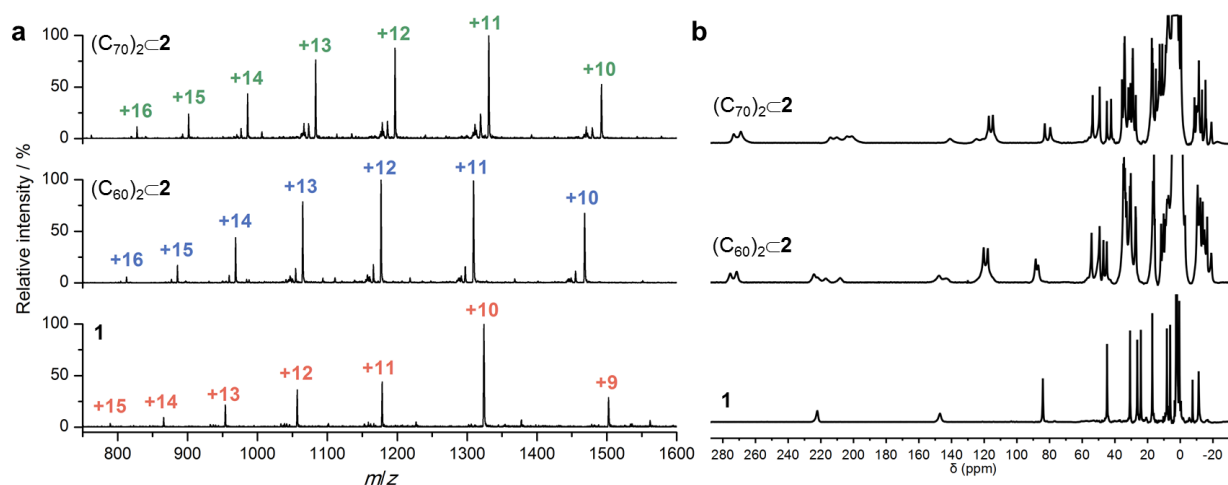 a
Relative intensity / %
(C70)2⊂2
100
50
0
+16
+15
+14
+13
+12
+11
+10
(C60)2⊂2
100
50
0
+16
+15
+14
+13
+12
+11
+10
1
100
50
0
+15
+14
+13
+12
+11
+10
+9
800 900 1000 1100 1200 1300 1400 1500 1600
m/z
b
(C70)2⊂2
(C60)2⊂2
1
280 260 240 220 200 180 160 140 120 100 80 60 40 20 0 -20
δ (ppm)